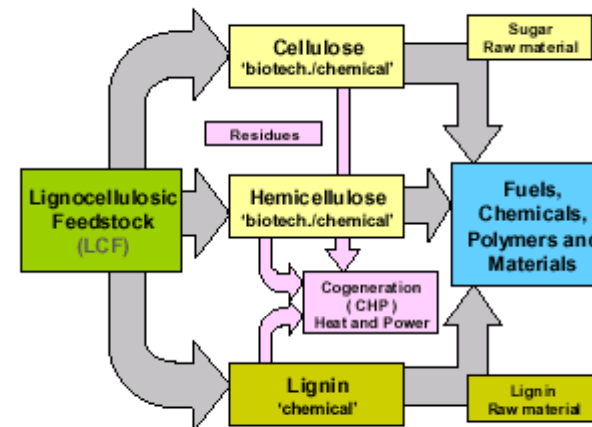 Cellulose
'biotech./chemical'
Sugar
Raw material
Residues
Lignocellulosic
Feedstock
(LCF)
Hemicellulose
'biotech./chemical'
Fuels,
Chemicals,
Polymers and
Materials
Cogeneration
( CHP )
Heat and Power
Lignin
'chemical'
Lignin
Raw material